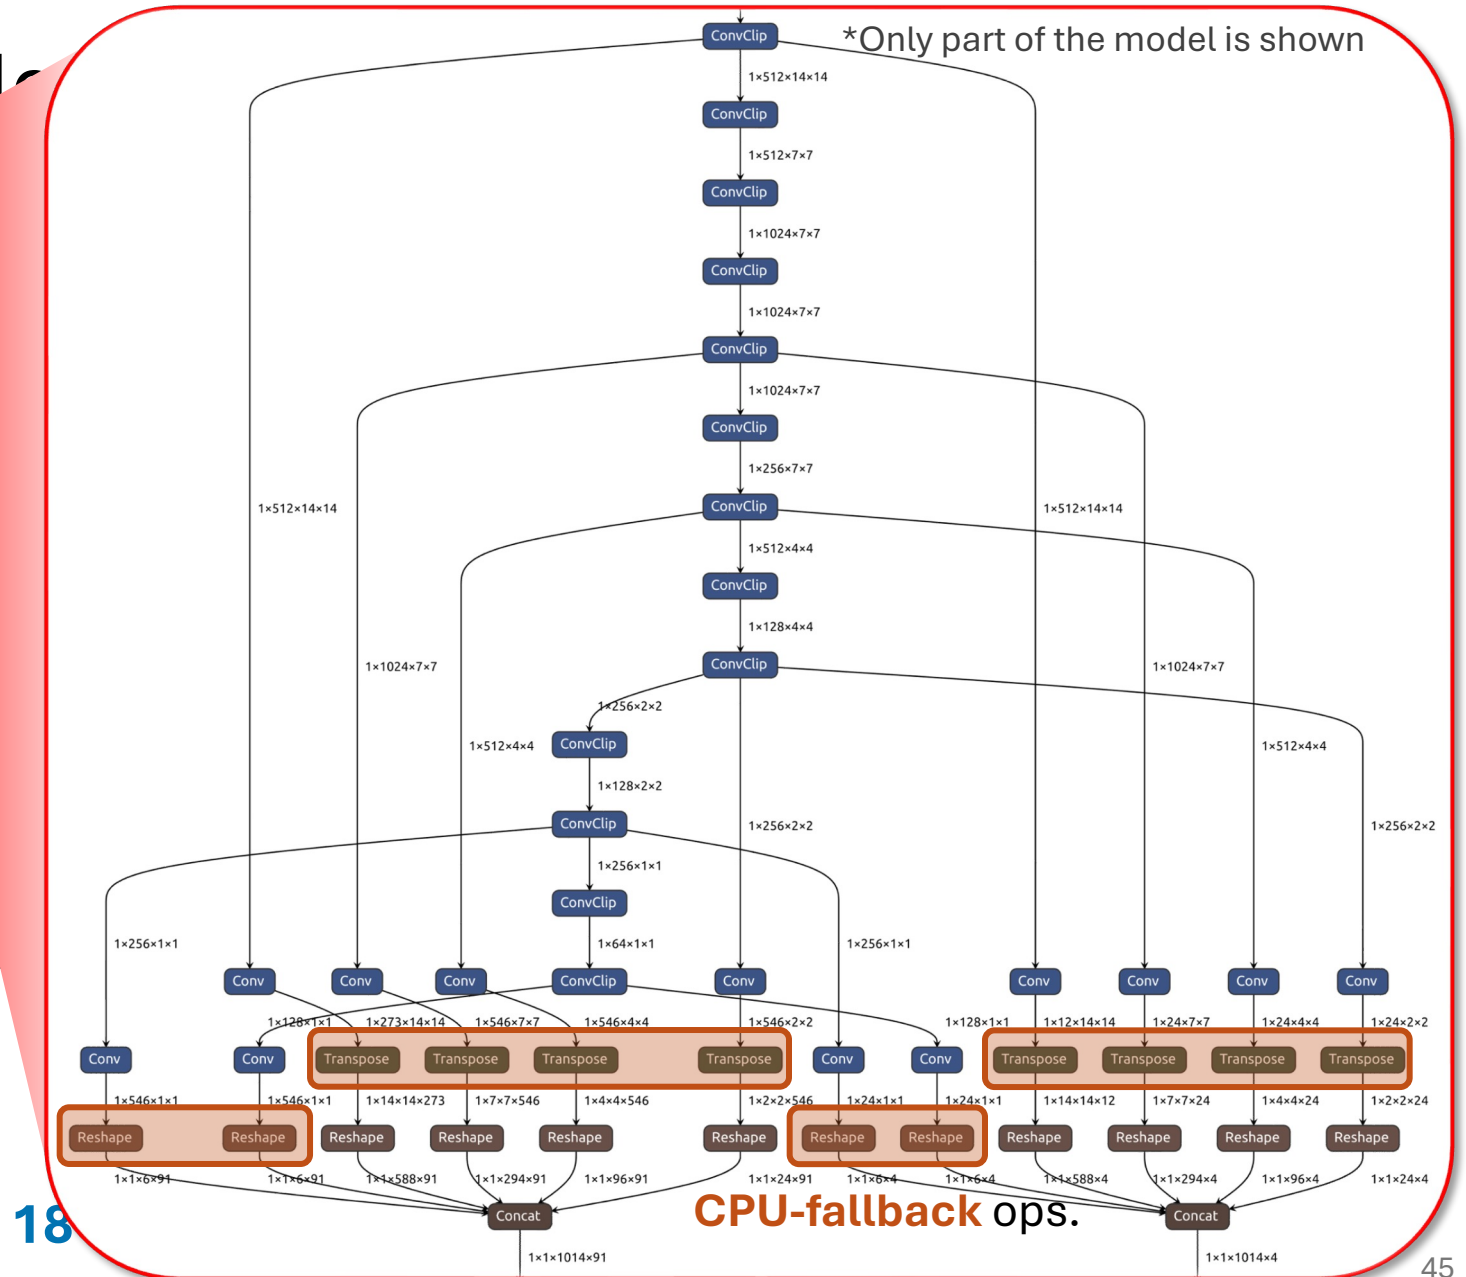 *Only part of the model is shown
ConvClip
1×512×14×14
ConvClip
1×512×7×7
ConvClip
1×1024×7×7
ConvClip
1×1024×7×7
ConvClip
1×1024×7×7
ConvClip
1×256×7×7
ConvClip
1×512×14×14
1×512×14×14
1×512×4×4
ConvClip
1×128×4×4
ConvClip
1×1024×7×7
1×1024×7×7
1×256×2×2
ConvClip
1×512×4×4
1×512×4×4
1×128×2×2
ConvClip
1×256×2×2
1×256×2×2
1×256×1×1
ConvClip
1×256×1×1
1×64×1×1
1×256×1×1
Conv Conv Conv ConvClip Conv Conv Conv Conv Conv
1×128×1×1 1×273×14×14 1×546×7×7 1×546×4×4 1×546×2×2 1×128×1×1 1×12×14×14 1×24×7×7 1×24×4×4 1×24×2×2
Conv Conv Transpose Transpose Transpose Transpose Conv Conv Transpose Transpose Transpose Transpose
1×546×1×1 1×546×1×1 1×14×14×273 1×7×7×546 1×4×4×546 1×2×2×546 1×24×1×1 1×24×1×1 1×14×14×12 1×7×7×24 1×4×4×24 1×2×2×24
Reshape Reshape Reshape Reshape Reshape Reshape Reshape Reshape Reshape Reshape Reshape Reshape
1×1×6×91 1×1×6×91 1×1×588×91 1×1×294×91 1×1×96×91 1×1×24×91 1×1×6×4 1×1×6×4 1×1×588×4 1×1×294×4 1×1×96×4 1×1×24×4
Concat
CPU-fallback ops.
Concat
18
1×1×1014×91
1×1×1014×4
45